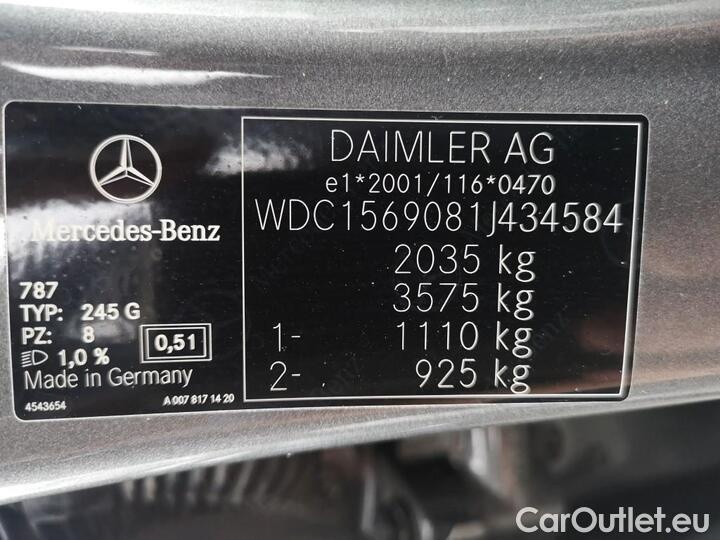 DAIMLER AG
e1*2001/116*0470
WDC1569081J434584
2035 kg
3575 kg
1- 1110 kg
2- 925 kg
Mercedes-Benz
787
TYP: 245 G
PZ: 8
1,0 %
0,51
Made in Germany
4543654
A 007 817 14 20
CarOutlet.eu